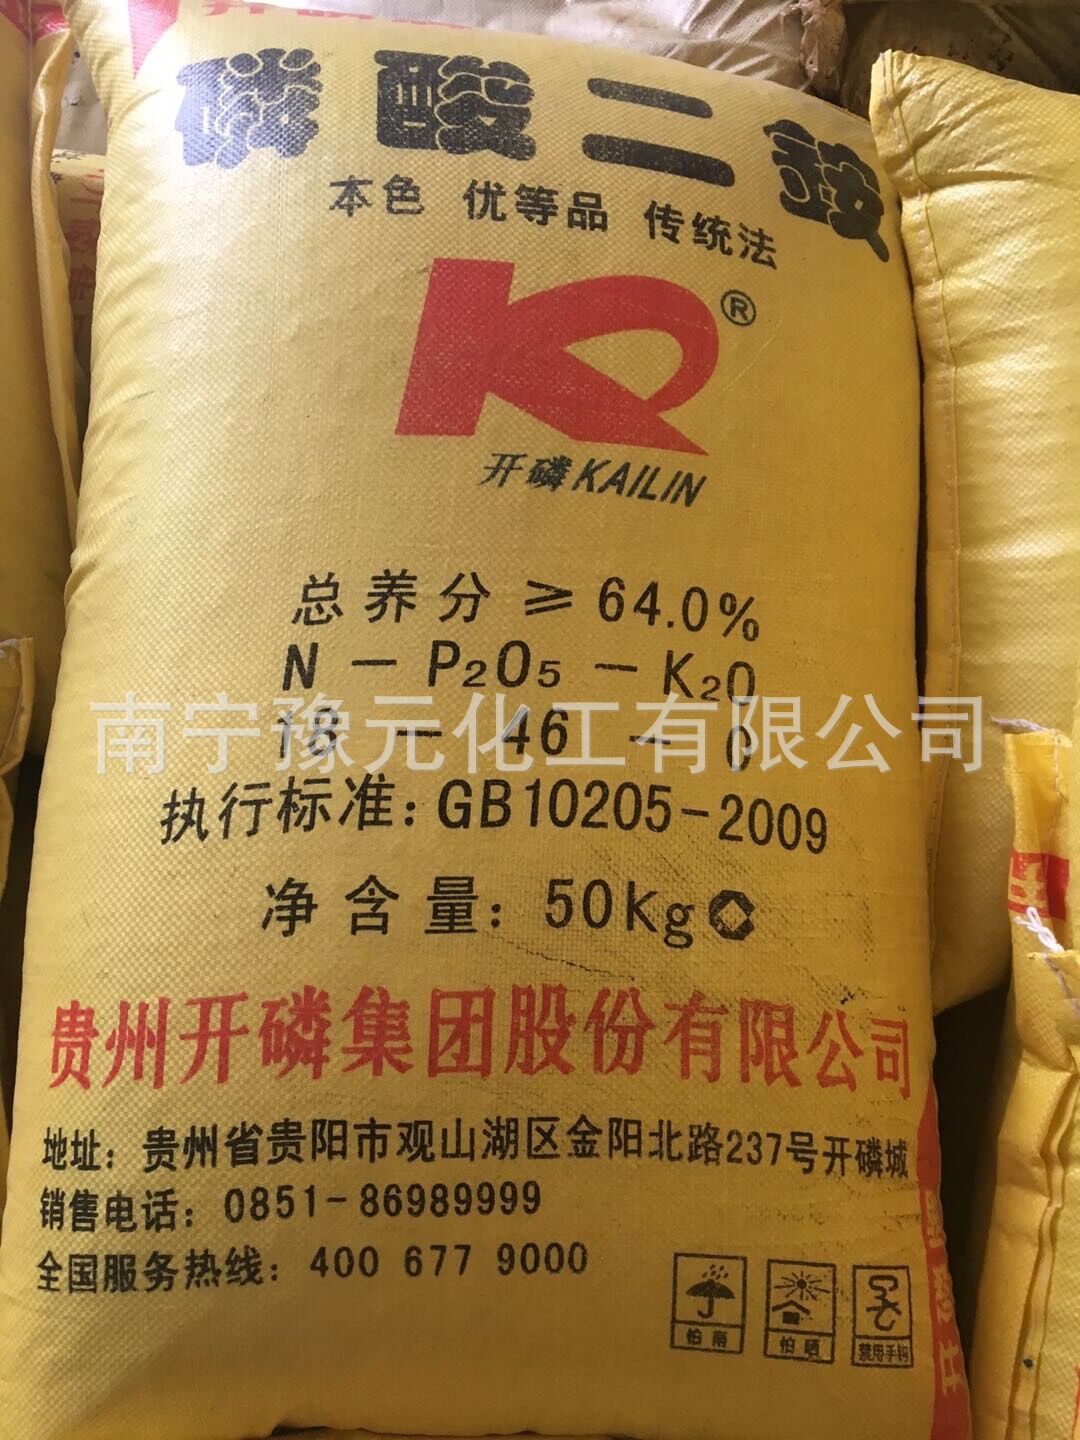 磷酸二铵
本色 优等品 传统法
®
开磷KAILIN
总养分≥64.0%
N－P₂O₅－K₂O
18－46－0
南宁豫元化工有限公司
执行标准：GB10205-2009
净含量：50kg
贵州开磷集团股份有限公司
地址：贵州省贵阳市观山湖区金阳北路237号开磷城
销售电话：0851-86989999
全国服务热线：400 677 9000
怕雨
怕晒
禁用手钩